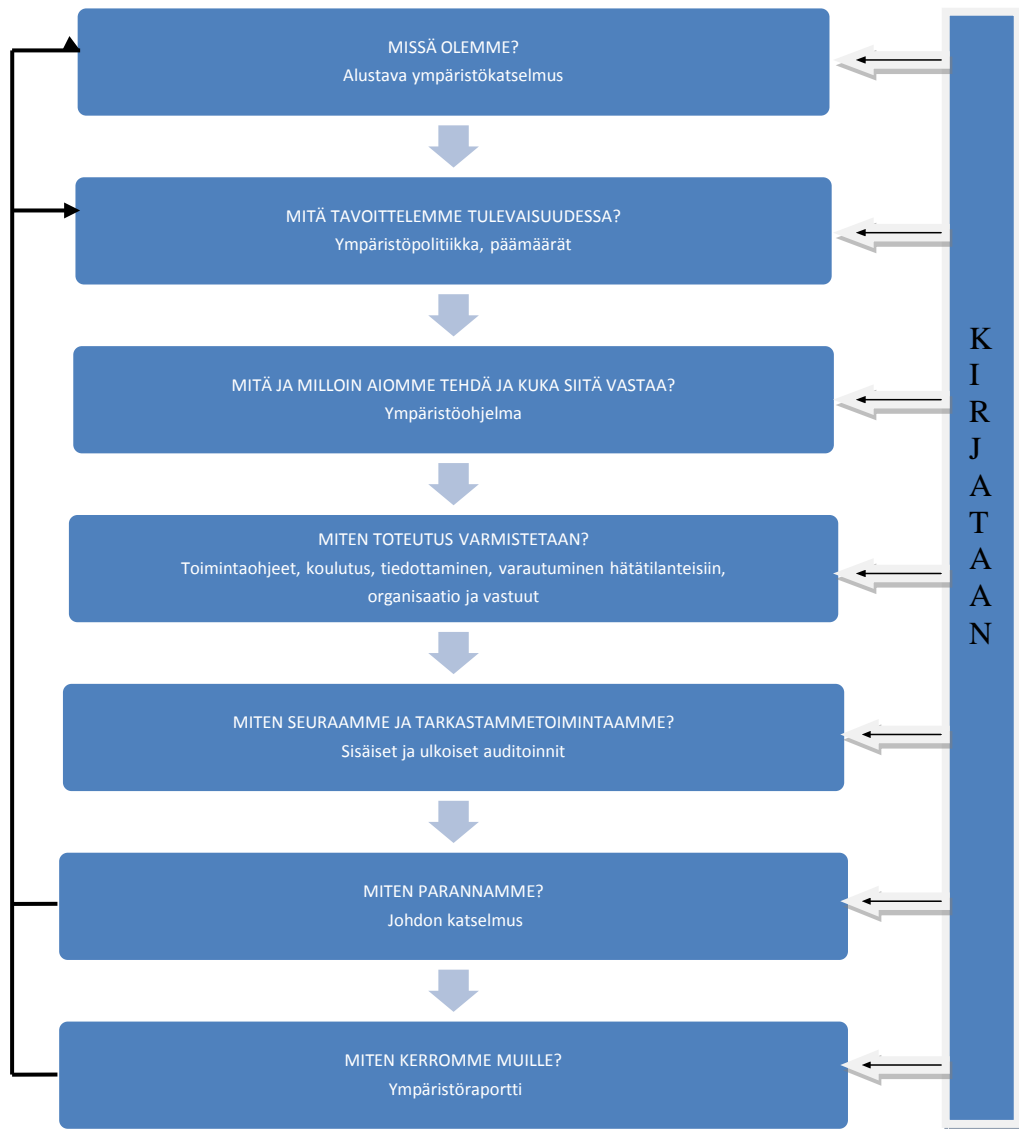 MISSÄ OLEMME?
Alustava ympäristökatselmus
MITÄ TAVOITTELEMME TULEVAISUUDESSA?
Ympäristöpolitiikka, päämäärät
MITÄ JA MILLOIN AIOMME TEHDÄ JA KUKA SIITÄ VASTAA?
Ympäristöohjelma
MITEN TOTEUTUS VARMISTETAAN?
Toimintaohjeet, koulutus, tiedottaminen, varautuminen hätätilanteisiin,
organisaatio ja vastuut
MITEN SEURAAMME JA TARKASTAMMETOIMINTAAMME?
Sisäiset ja ulkoiset auditoinnit
MITEN PARANNAMME?
Johdon katselmus
MITEN KERROMME MUILLE?
Ympäristöraportti
K
I
R
J
A
T
A
A
N